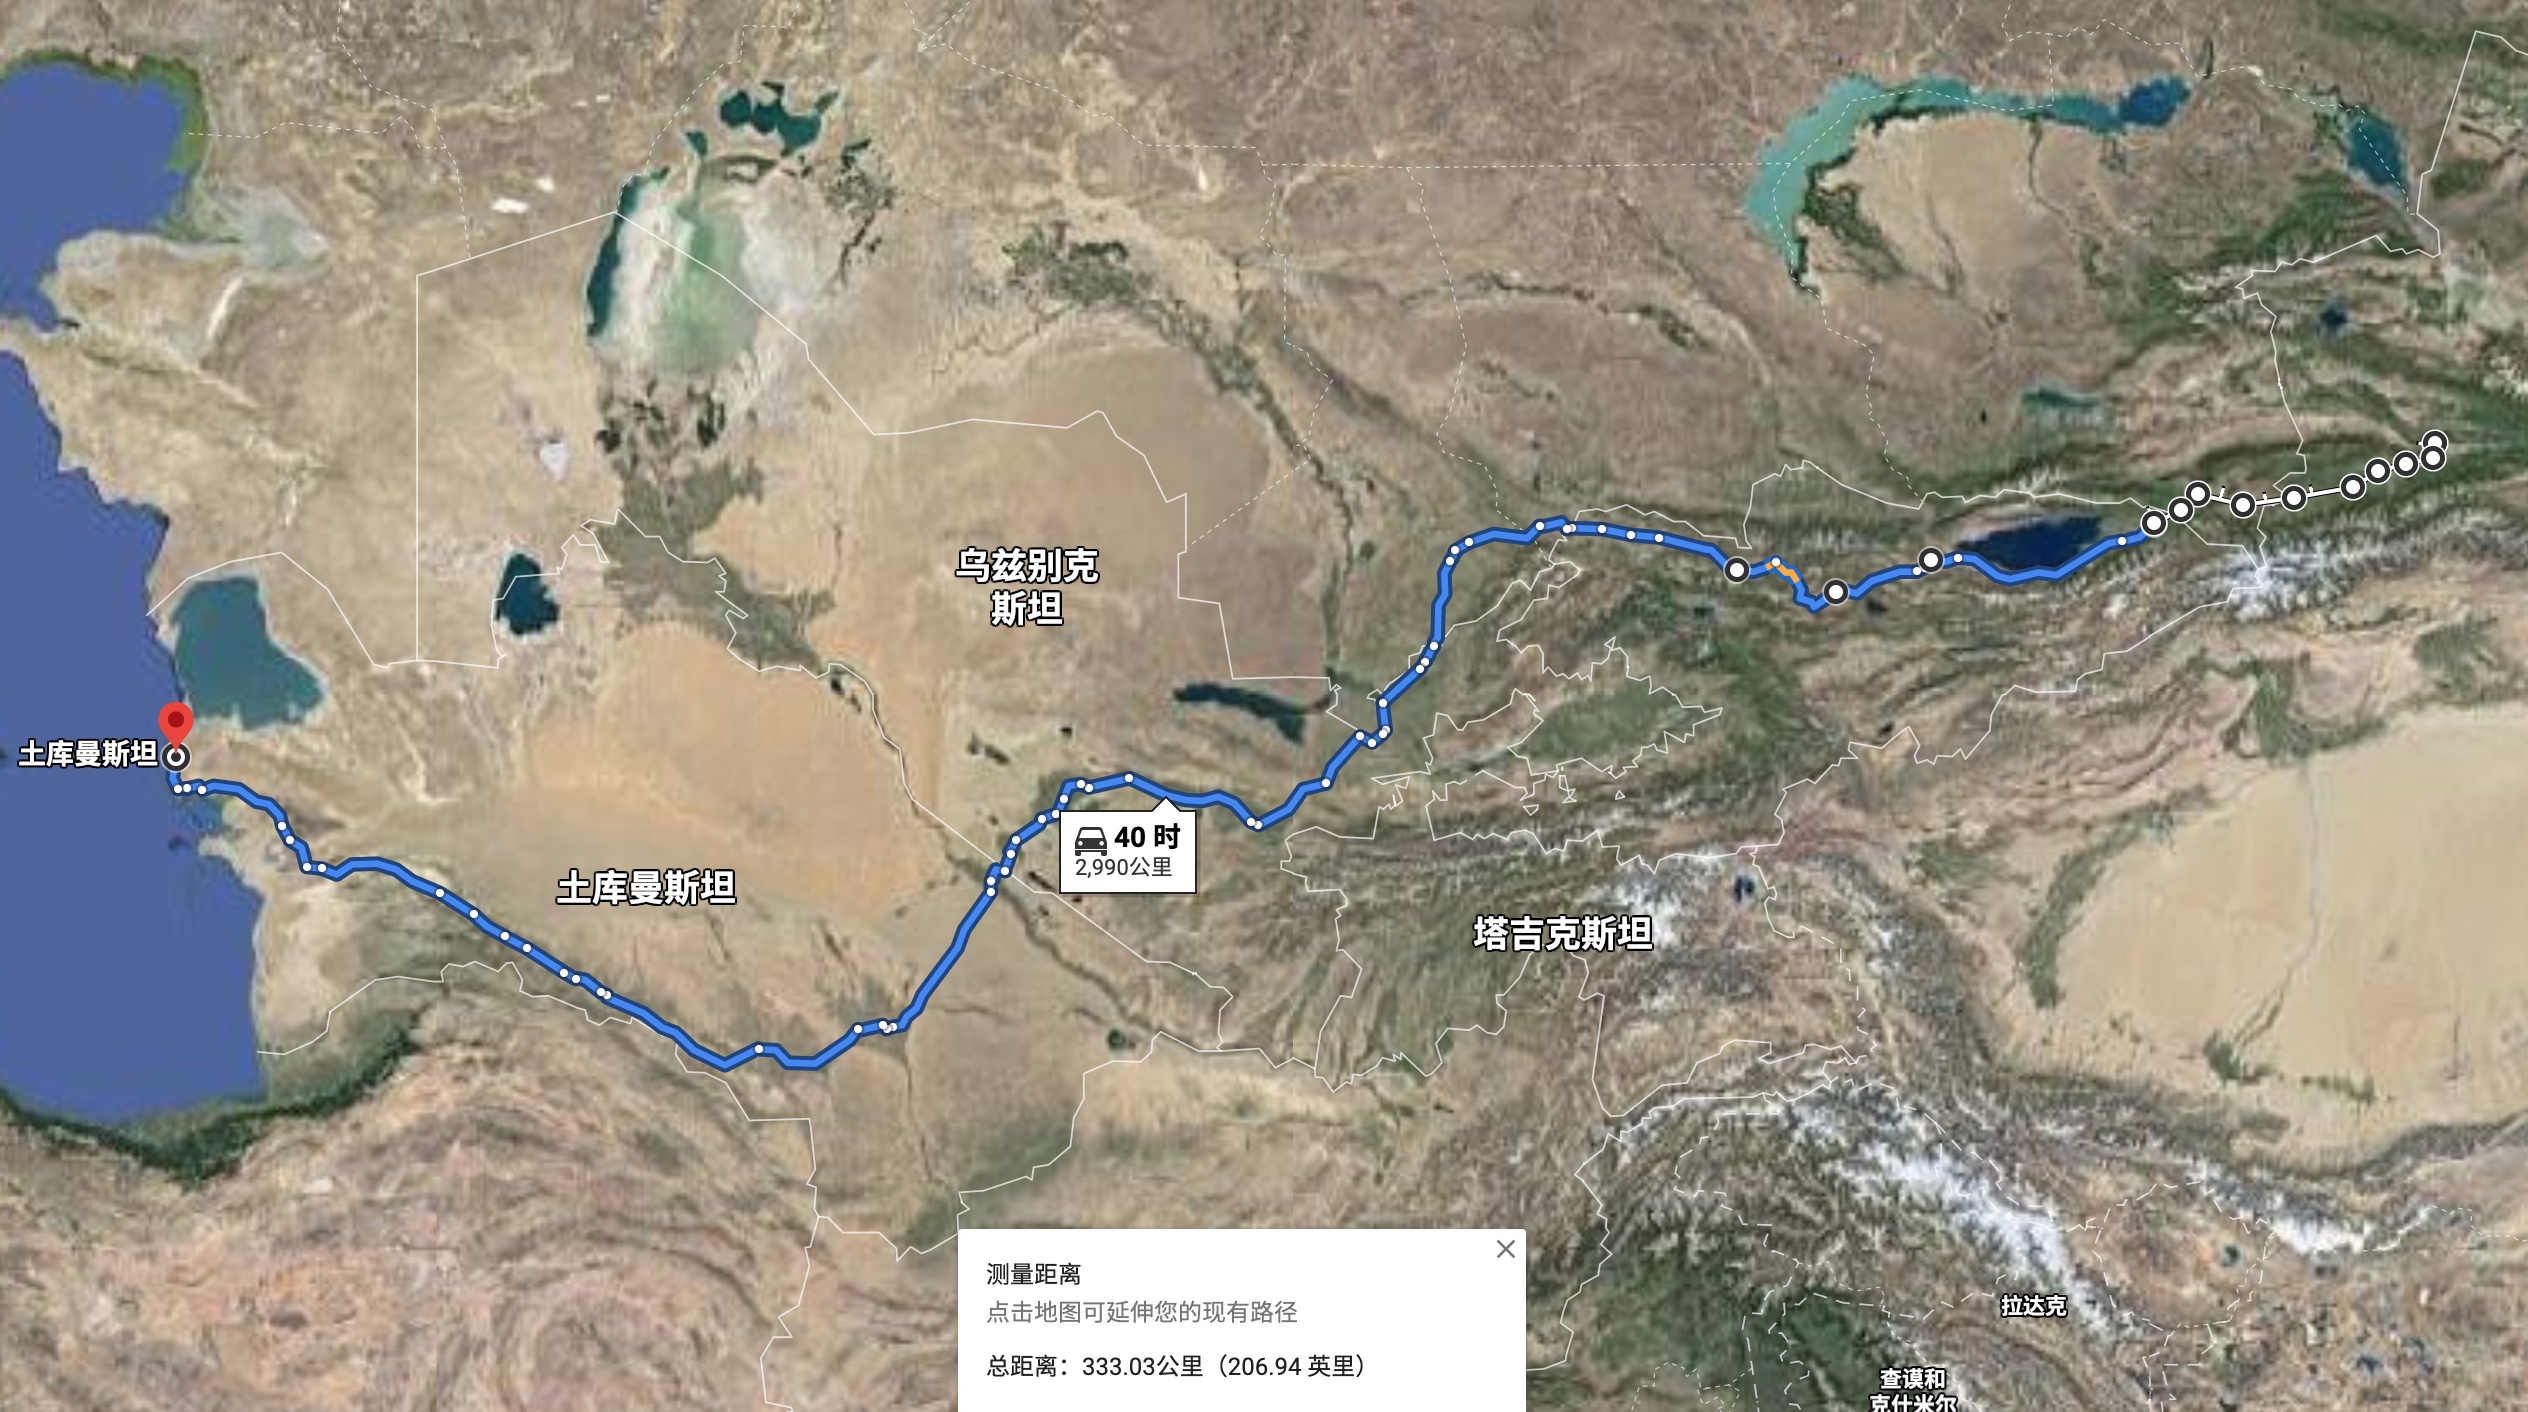 乌兹别克
斯坦
土库曼斯坦
40 时
2,990公里
土库曼斯坦
塔吉克斯坦
测量距离
点击地图可延伸您的现有路径
总距离：333.03公里（206.94 英里）
拉达克
查谟和
克什米尔